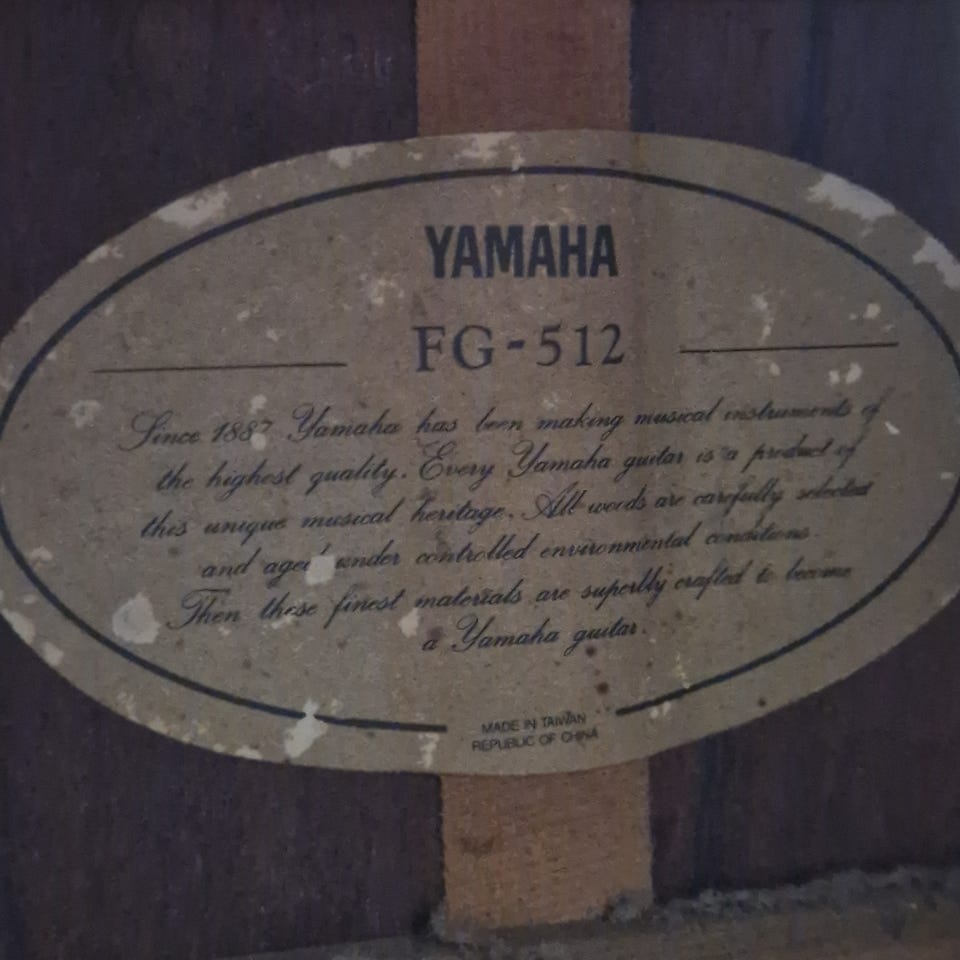 YAMAHA
FG-512
Since 1887 Yamaha has been making musical instruments of
the highest quality. Every Yamaha guitar is a product of
this unique musical heritage. All woods are carefully selected
and aged under controlled environmental conditions.
Then these finest materials are superbly crafted to become
a Yamaha guitar.
MADE IN TAIWAN
REPUBLIC OF CHINA